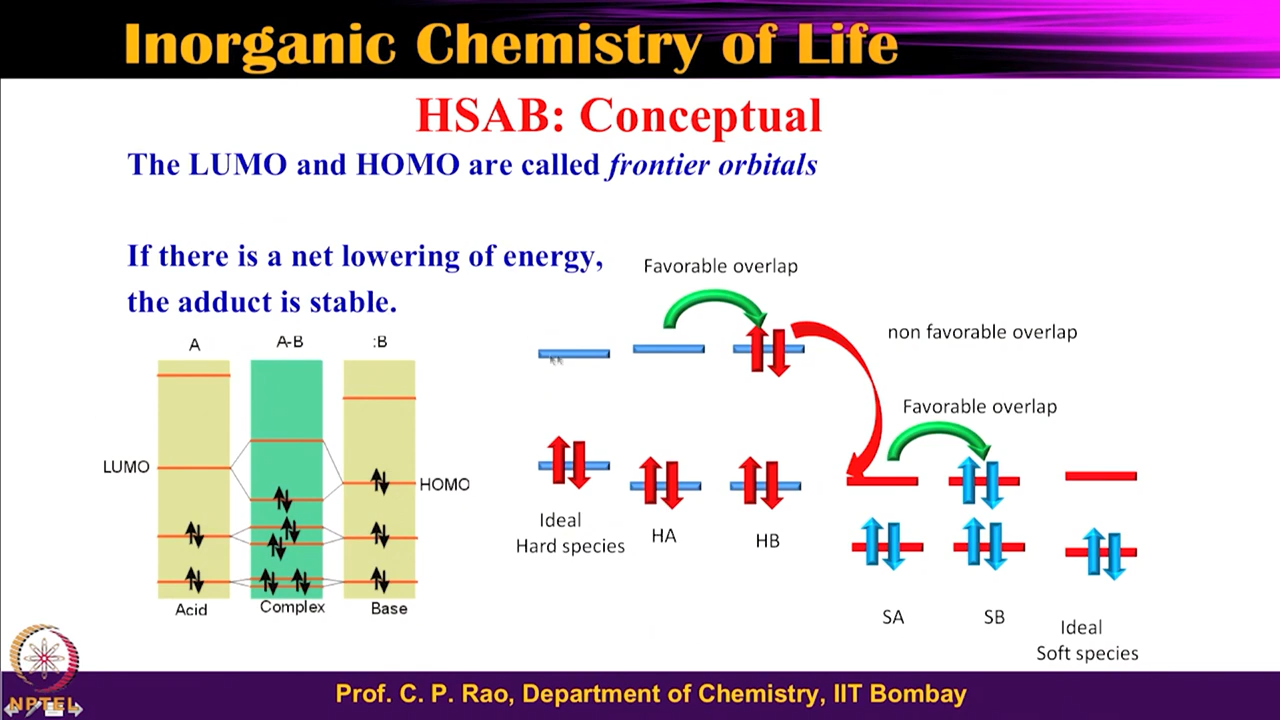 Inorganic Chemistry of Life
HSAB: Conceptual
The LUMO and HOMO are called frontier orbitals
If there is a net lowering of energy,
the adduct is stable.
A
A-B
:B
LUMO
HOMO
Acid
Complex
Base
Favorable overlap
non favorable overlap
Favorable overlap
Ideal
Hard species
HA
HB
SA
SB
Ideal
Soft species
NPTEL
Prof. C. P. Rao, Department of Chemistry, IIT Bombay